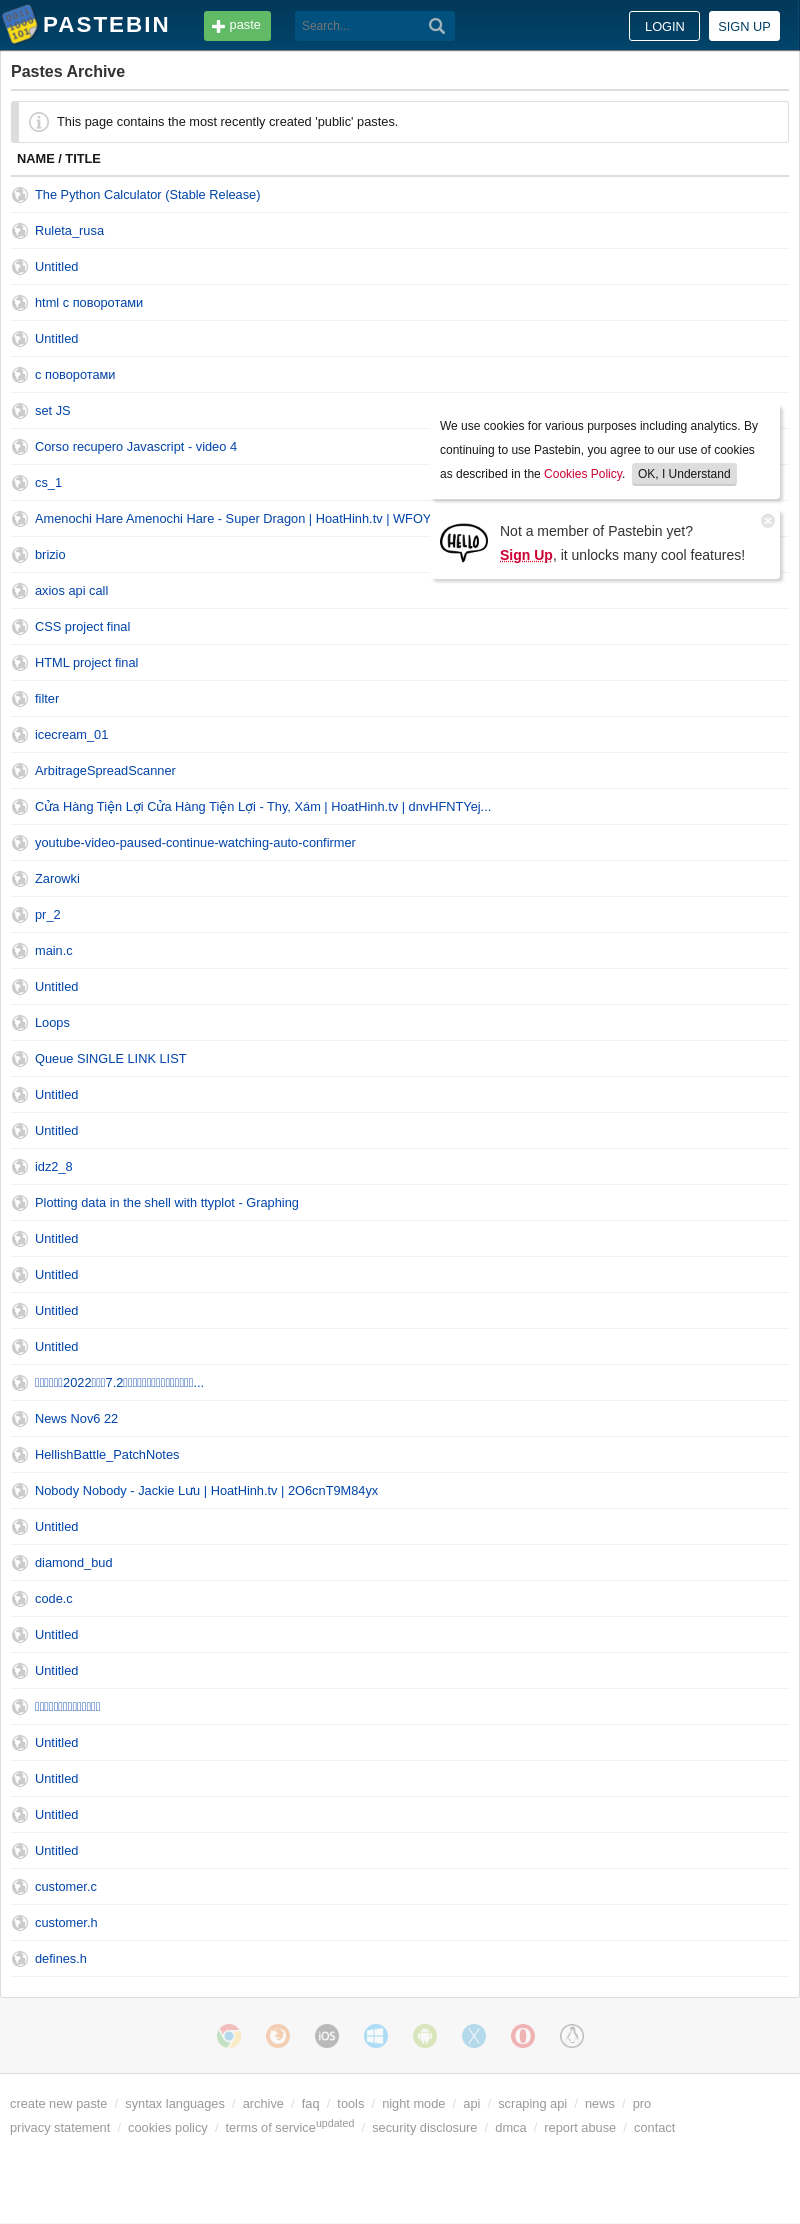 PASTEBIN
paste
Search...
LOGIN
SIGN UP
Pastes Archive
This page contains the most recently created 'public' pastes.
NAME / TITLE
The Python Calculator (Stable Release)
Ruleta_rusa
Untitled
html с поворотами
Untitled
с поворотами
set JS
Corso recupero Javascript - video 4
cs_1
Amenochi Hare Amenochi Hare - Super Dragon | HoatHinh.tv | WFOY
brizio
We use cookies for various purposes including analytics. By
continuing to use Pastebin, you agree to our use of cookies
as described in the Cookies Policy. OK, I Understand
HELLO
Not a member of Pastebin yet?
Sign Up, it unlocks many cool features!
axios api call
CSS project final
HTML project final
filter
icecream_01
ArbitrageSpreadScanner
Cửa Hàng Tiện Lợi Cửa Hàng Tiện Lợi - Thy, Xám | HoatHinh.tv | dnvHFNTYej...
youtube-video-paused-continue-watching-auto-confirmer
Zarowki
pr_2
main.c
Untitled
Loops
Queue SINGLE LINK LIST
Untitled
Untitled
idz2_8
Plotting data in the shell with ttyplot - Graphing
Untitled
Untitled
Untitled
Untitled
2022 7.2 ...
News Nov6 22
HellishBattle_PatchNotes
Nobody Nobody - Jackie Lưu | HoatHinh.tv | 2O6cnT9M84yx
Untitled
diamond_bud
code.c
Untitled
Untitled
Untitled
Untitled
Untitled
Untitled
customer.c
customer.h
defines.h
iOS
create new paste / syntax languages / archive / faq / tools / night mode / api / scraping api / news / pro
privacy statement / cookies policy / terms of service updated / security disclosure / dmca / report abuse / contact